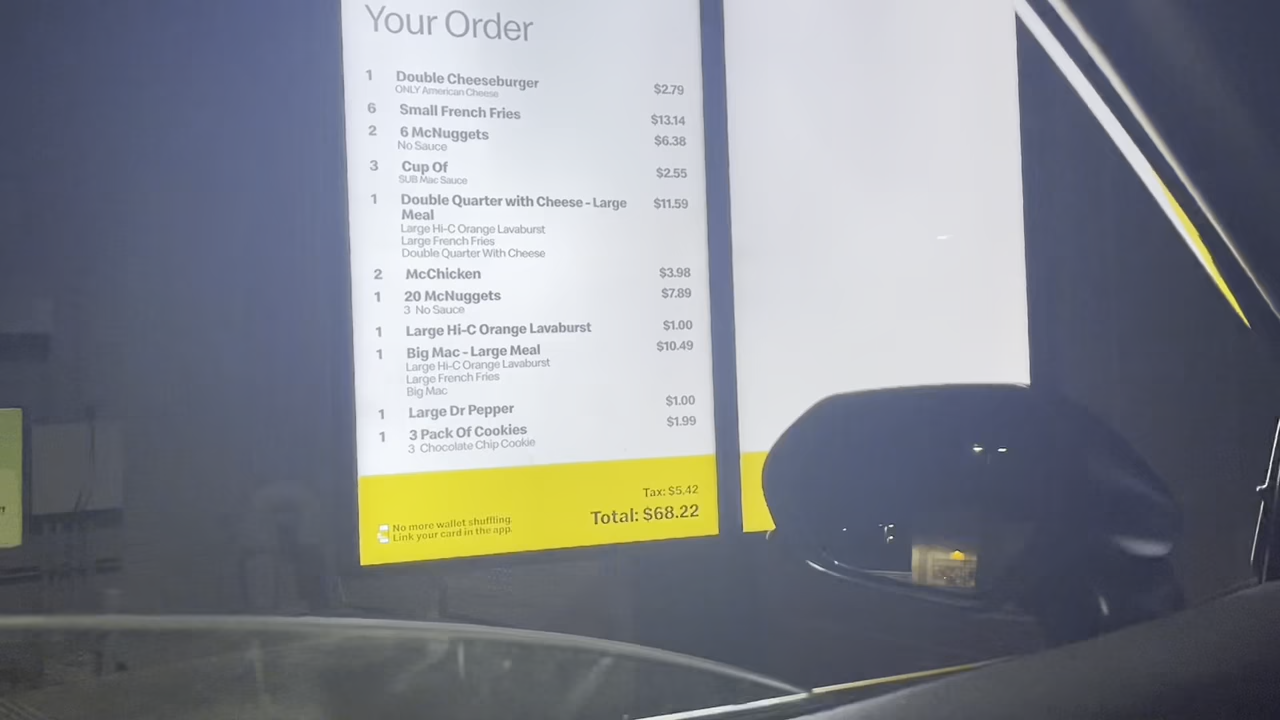 Your Order
1 Double Cheeseburger $2.79
ONLY American Cheese
6 Small French Fries $13.14
2 6 McNuggets $6.38
No Sauce
3 Cup Of $2.55
SUB Mac Sauce
1 Double Quarter with Cheese - Large $11.59
Meal
Large Hi-C Orange Lavaburst
Large French Fries
Double Quarter With Cheese
2 McChicken $3.98
1 20 McNuggets $7.89
3 No Sauce
1 Large Hi-C Orange Lavaburst $1.00
1 Big Mac - Large Meal $10.49
Large Hi-C Orange Lavaburst
Large French Fries
Big Mac
1 Large Dr Pepper $1.00
1 3 Pack Of Cookies $1.99
3 Chocolate Chip Cookie
Tax: $5.42
Total: $68.22
No more wallet shuffling.
Link your card in the app.